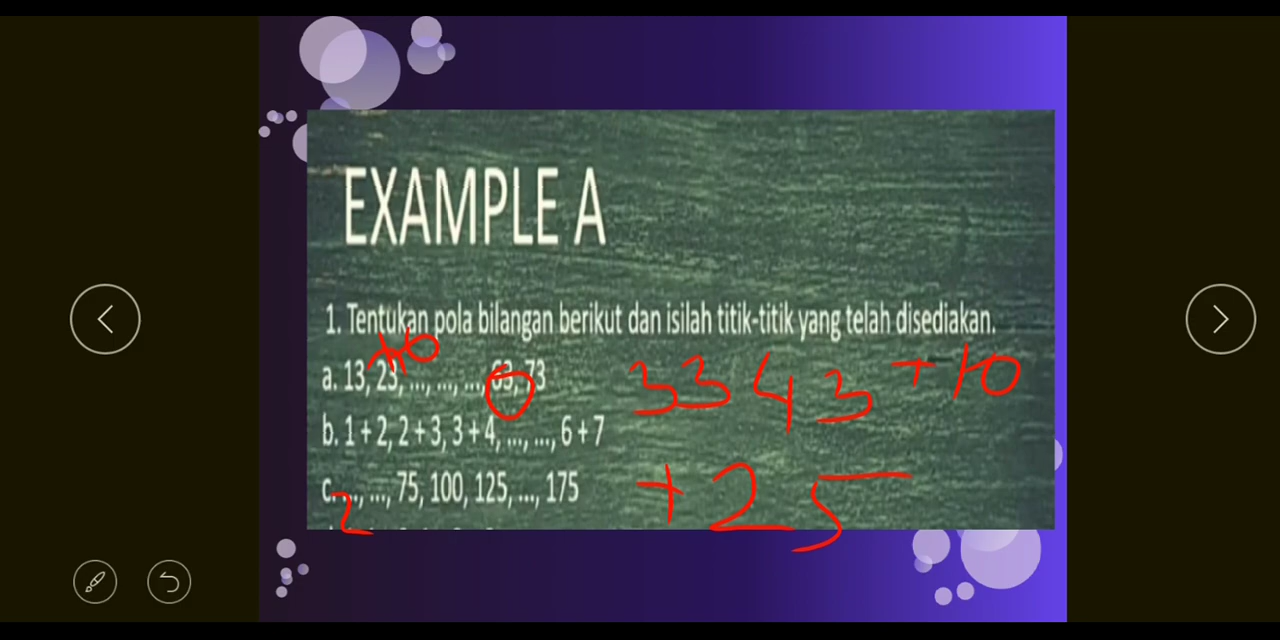 EXAMPLE A
1. Tentukan pola bilangan berikut dan isilah titik-titik yang telah disediakan.
+10
a. 13, 23, ..., ..., ..., 63, 73
33 43 +10
b. 1 + 2, 2 + 3, 3 + 4, ..., ..., 6 + 7
c. ..., ..., 75, 100, 125, ..., 175
+25
2